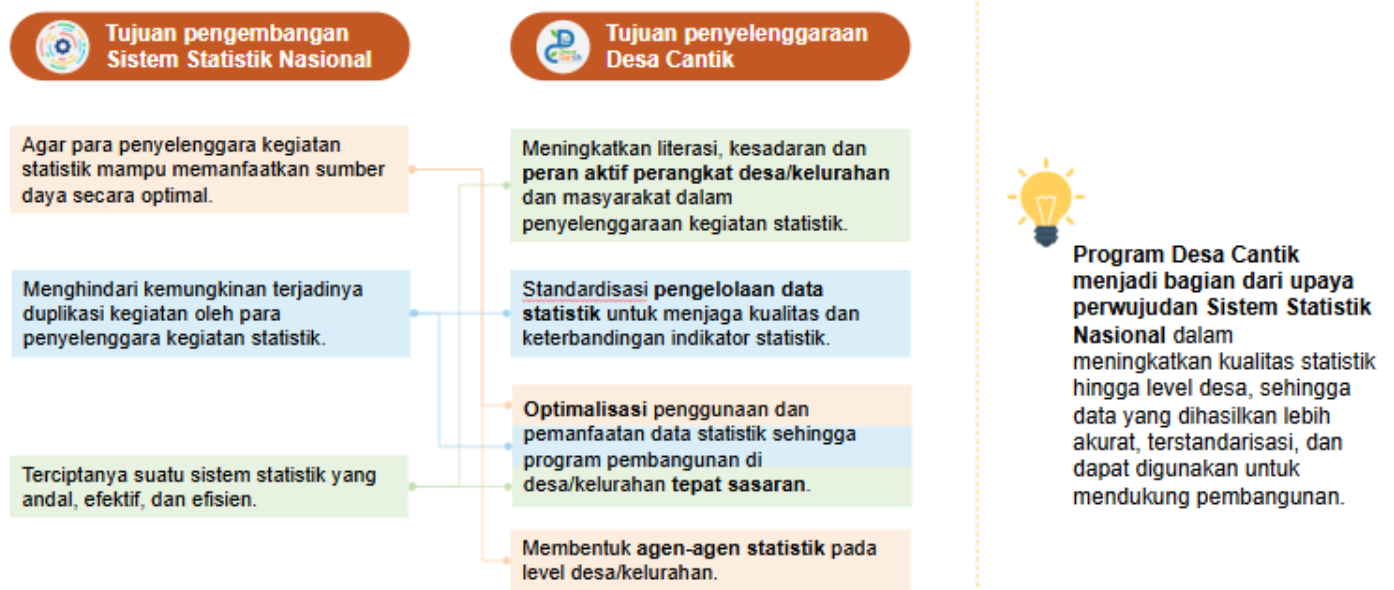 Tujuan pengembangan
Sistem Statistik Nasional
Agar para penyelenggara kegiatan
statistik mampu memanfaatkan sumber
daya secara optimal.
Menghindari kemungkinan terjadinya
duplikasi kegiatan oleh para
penyelenggara kegiatan statistik.
Terciptanya suatu sistem statistik yang
andal, efektif, dan efisien.
Tujuan penyelenggaraan
Desa Cantik
Meningkatkan literasi, kesadaran dan
peran aktif perangkat desa/kelurahan
dan masyarakat dalam
penyelenggaraan kegiatan statistik.
Standardisasi pengelolaan data
statistik untuk menjaga kualitas dan
keterbandingan indikator statistik.
Optimalisasi penggunaan dan
pemanfaatan data statistik sehingga
program pembangunan di
desa/kelurahan tepat sasaran.
Membentuk agen-agen statistik pada
level desa/kelurahan.
Program Desa Cantik
menjadi bagian dari upaya
perwujudan Sistem Statistik
Nasional dalam
meningkatkan kualitas statistik
hingga level desa, sehingga
data yang dihasilkan lebih
akurat, terstandarisasi, dan
dapat digunakan untuk
mendukung pembangunan.